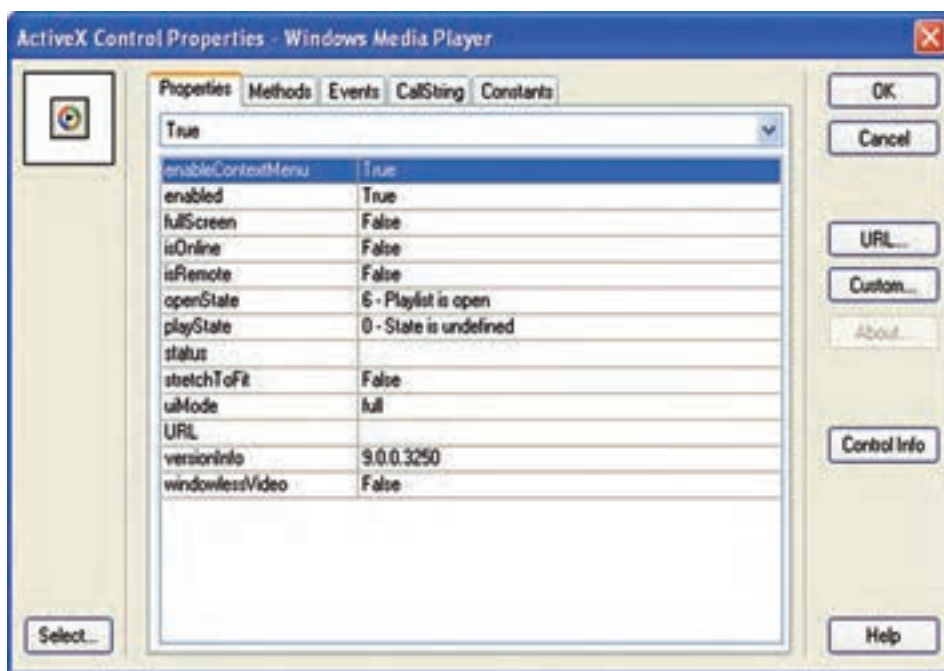 ActiveX Control Properties - Windows Media Player
Properties Methods Events CallString Constants
True
enableContextMenu True
enabled True
fullScreen False
isOnline False
isRemote False
openState 6 - Playlist is open
playState 0 - State is undefined
status
stretchToFit False
uiMode full
URL
versionInfo 9.0.0.3250
windowlessVideo False
OK
Cancel
URL...
Custom...
About...
Control Info
Select...
Help